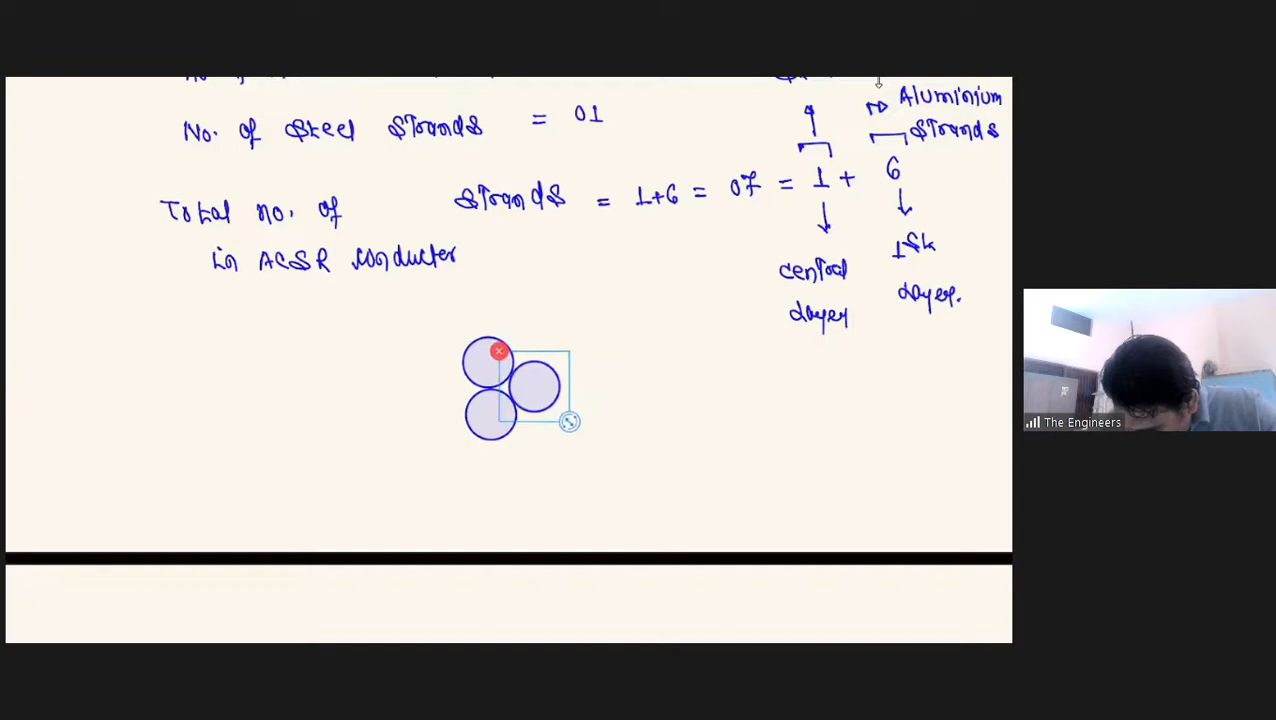 Aluminium
No. of Steel Strands = 01
Strands
Total no. of Strands = 1+6 = 07 = 1 + 6
in ACSR conductor
1st
central
layer.
layer
The Engineers